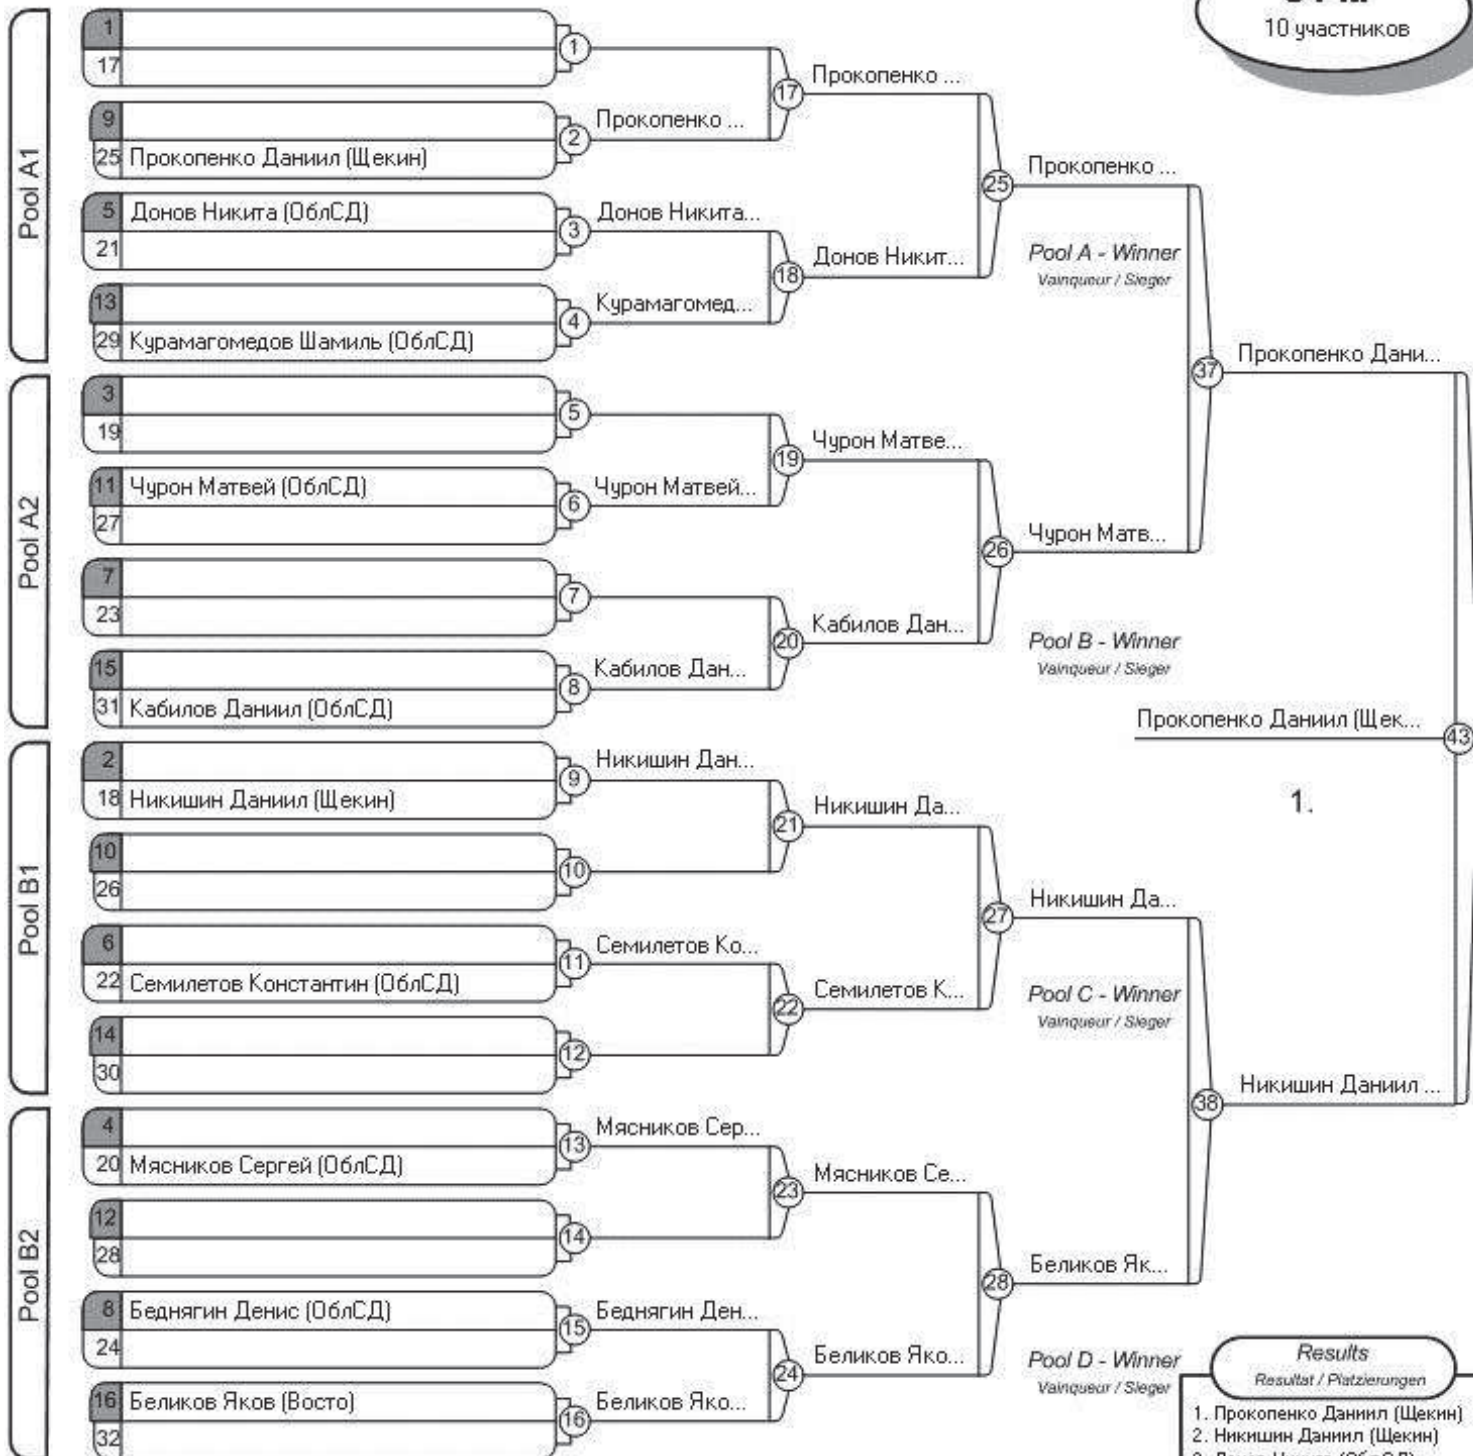 10 участников
Pool A1
1
17
1
9
25 Прокопенко Даниил (Щекин)
2
Прокопенко ...
17
Прокопенко ...
5 Донов Никита (ОблСД)
21
3
Донов Никита...
13
29 Курамагомедов Шамиль (ОблСД)
4
Курамагомед...
18
Донов Никит...
25
Прокопенко ...
Pool A - Winner
Vainqueur / Sieger
Pool A2
3
19
5
11 Чурон Матвей (ОблСД)
27
6
Чурон Матвей...
19
Чурон Матве...
7
23
7
15
31 Кабилов Даниил (ОблСД)
8
Кабилов Дан...
20
Кабилов Дан...
26
Чурон Матв...
Pool B - Winner
Vainqueur / Sieger
37
Прокопенко Дани...
Прокопенко Даниил (Щек...
43
1.
Pool B1
2
18 Никишин Даниил (Щекин)
9
Никишин Дан...
10
26
10
21
Никишин Да...
6
22 Семилетов Константин (ОблСД)
11
Семилетов Ко...
14
30
12
22
Семилетов К...
27
Никишин Да...
Pool C - Winner
Vainqueur / Sieger
38
Никишин Даниил ...
Pool B2
4
20 Мясников Сергей (ОблСД)
13
Мясников Сер...
12
28
14
23
Мясников Се...
8 Беднягин Денис (ОблСД)
24
15
Беднягин Ден...
16 Беликов Яков (Восто)
32
16
Беликов Яко...
24
Беликов Яко...
28
Беликов Як...
Pool D - Winner
Vainqueur / Sieger
Results
Resultat / Platzierungen
1. Прокопенко Даниил (Щекин)
2. Никишин Даниил (Щекин)